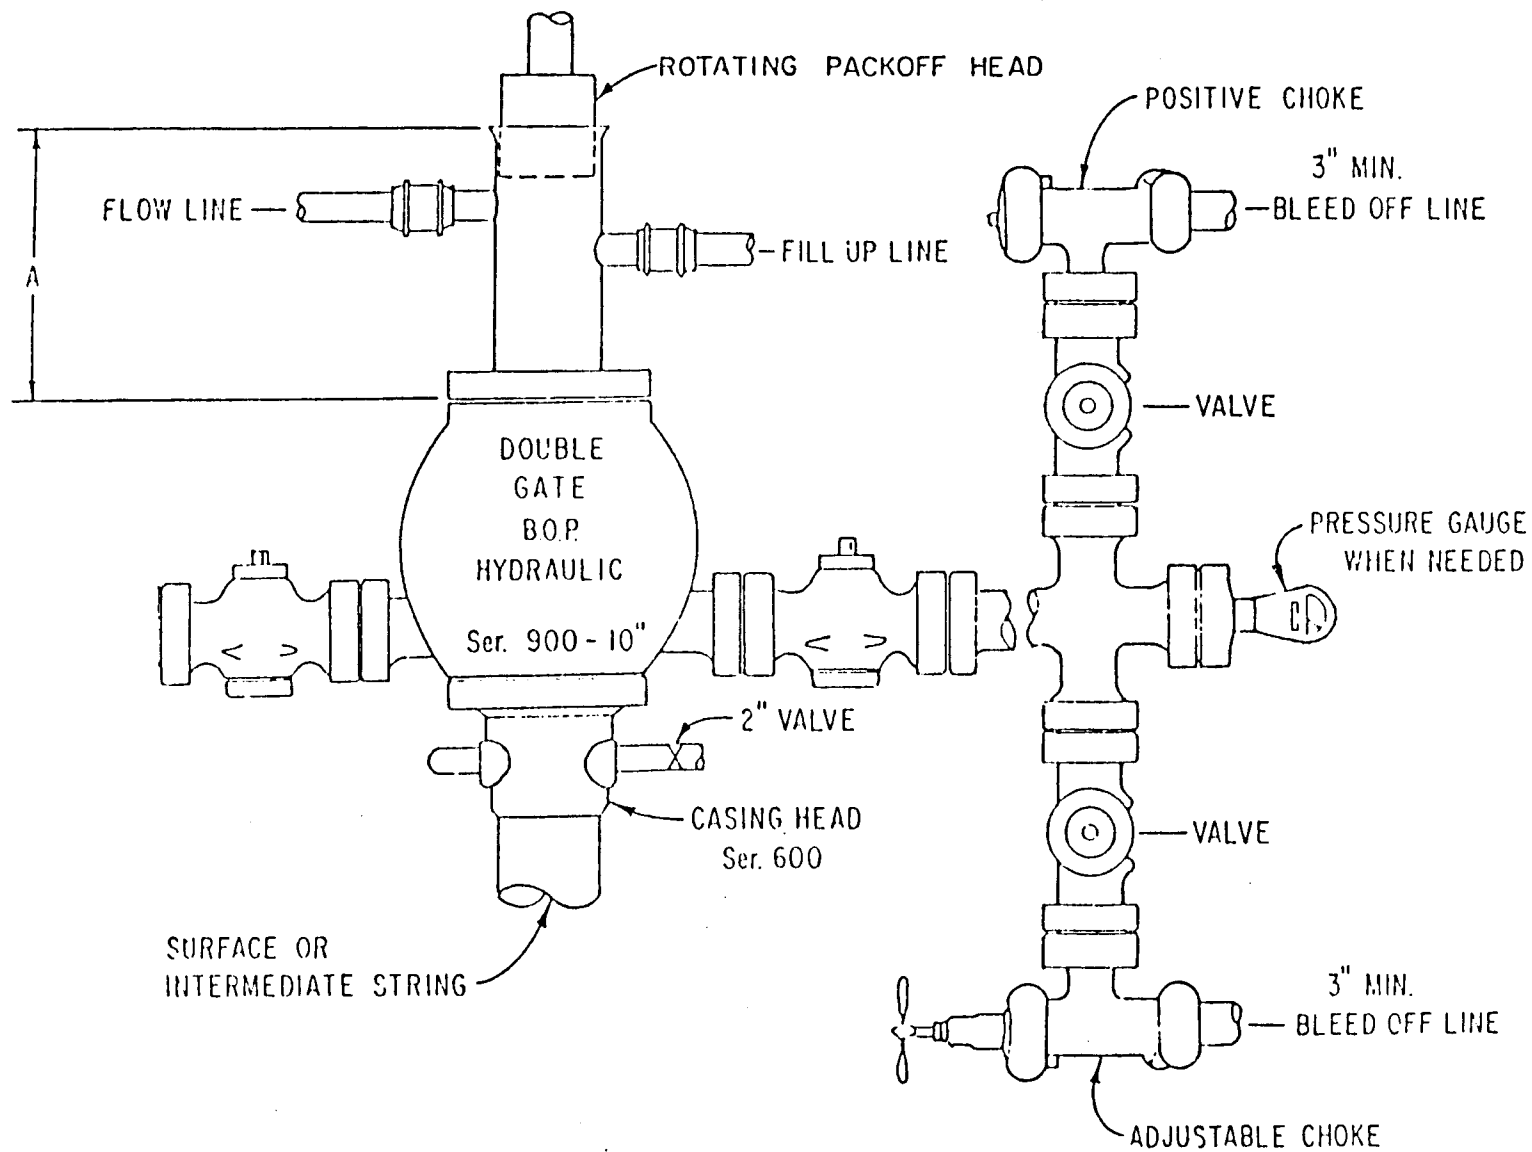 ROTATING PACKOFF HEAD
POSITIVE CHOKE
3" MIN.
BLEED OFF LINE
FLOW LINE
FILL UP LINE
A
VALVE
DOUBLE
GATE
B.O.P.
HYDRAULIC
Ser. 900-10"
PRESSURE GAUGE
WHEN NEEDED
2" VALVE
CASING HEAD
Ser. 600
VALVE
SURFACE OR
INTERMEDIATE STRING
3" MIN.
BLEED OFF LINE
ADJUSTABLE CHOKE